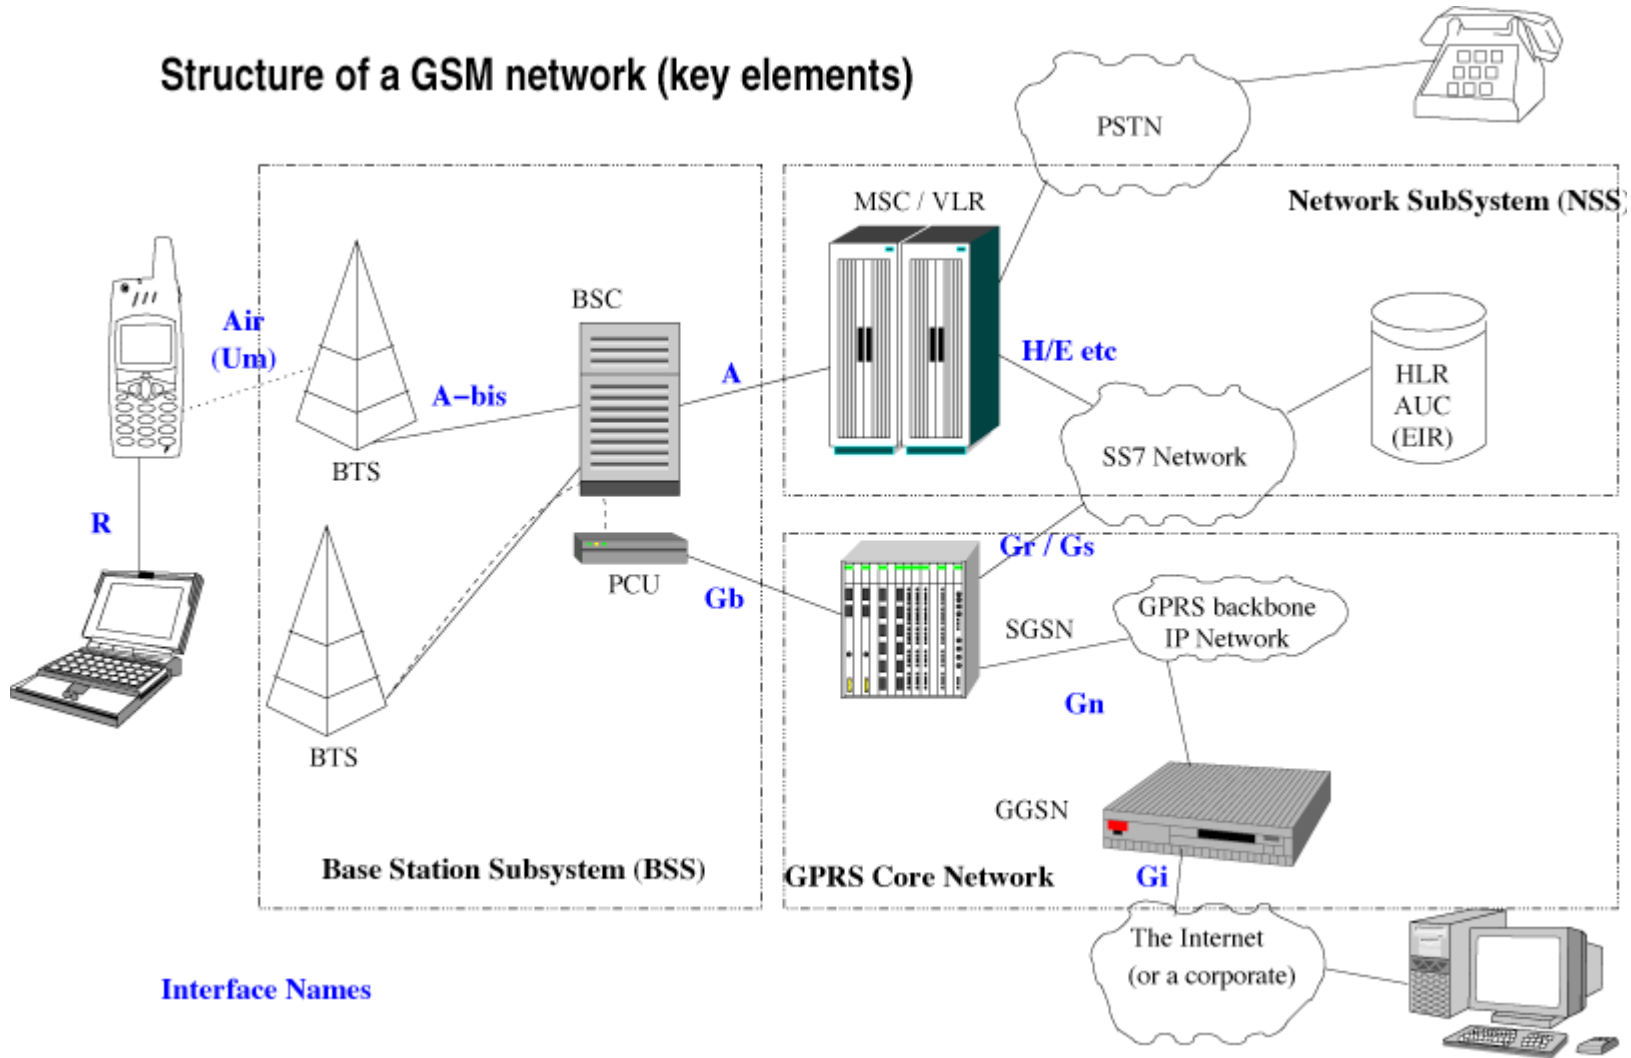 Structure of a GSM network (key elements)
PSTN
Network SubSystem (NSS)
MSC / VLR
BSC
Air
(Um)
A-bis
A
H/E etc
HLR
AUC
(EIR)
SS7 Network
BTS
R
PCU
Gb
Gr / Gs
SGSN
GPRS backbone
IP Network
Gn
BTS
GGSN
Base Station Subsystem (BSS)
GPRS Core Network
Gi
The Internet
(or a corporate)
Interface Names